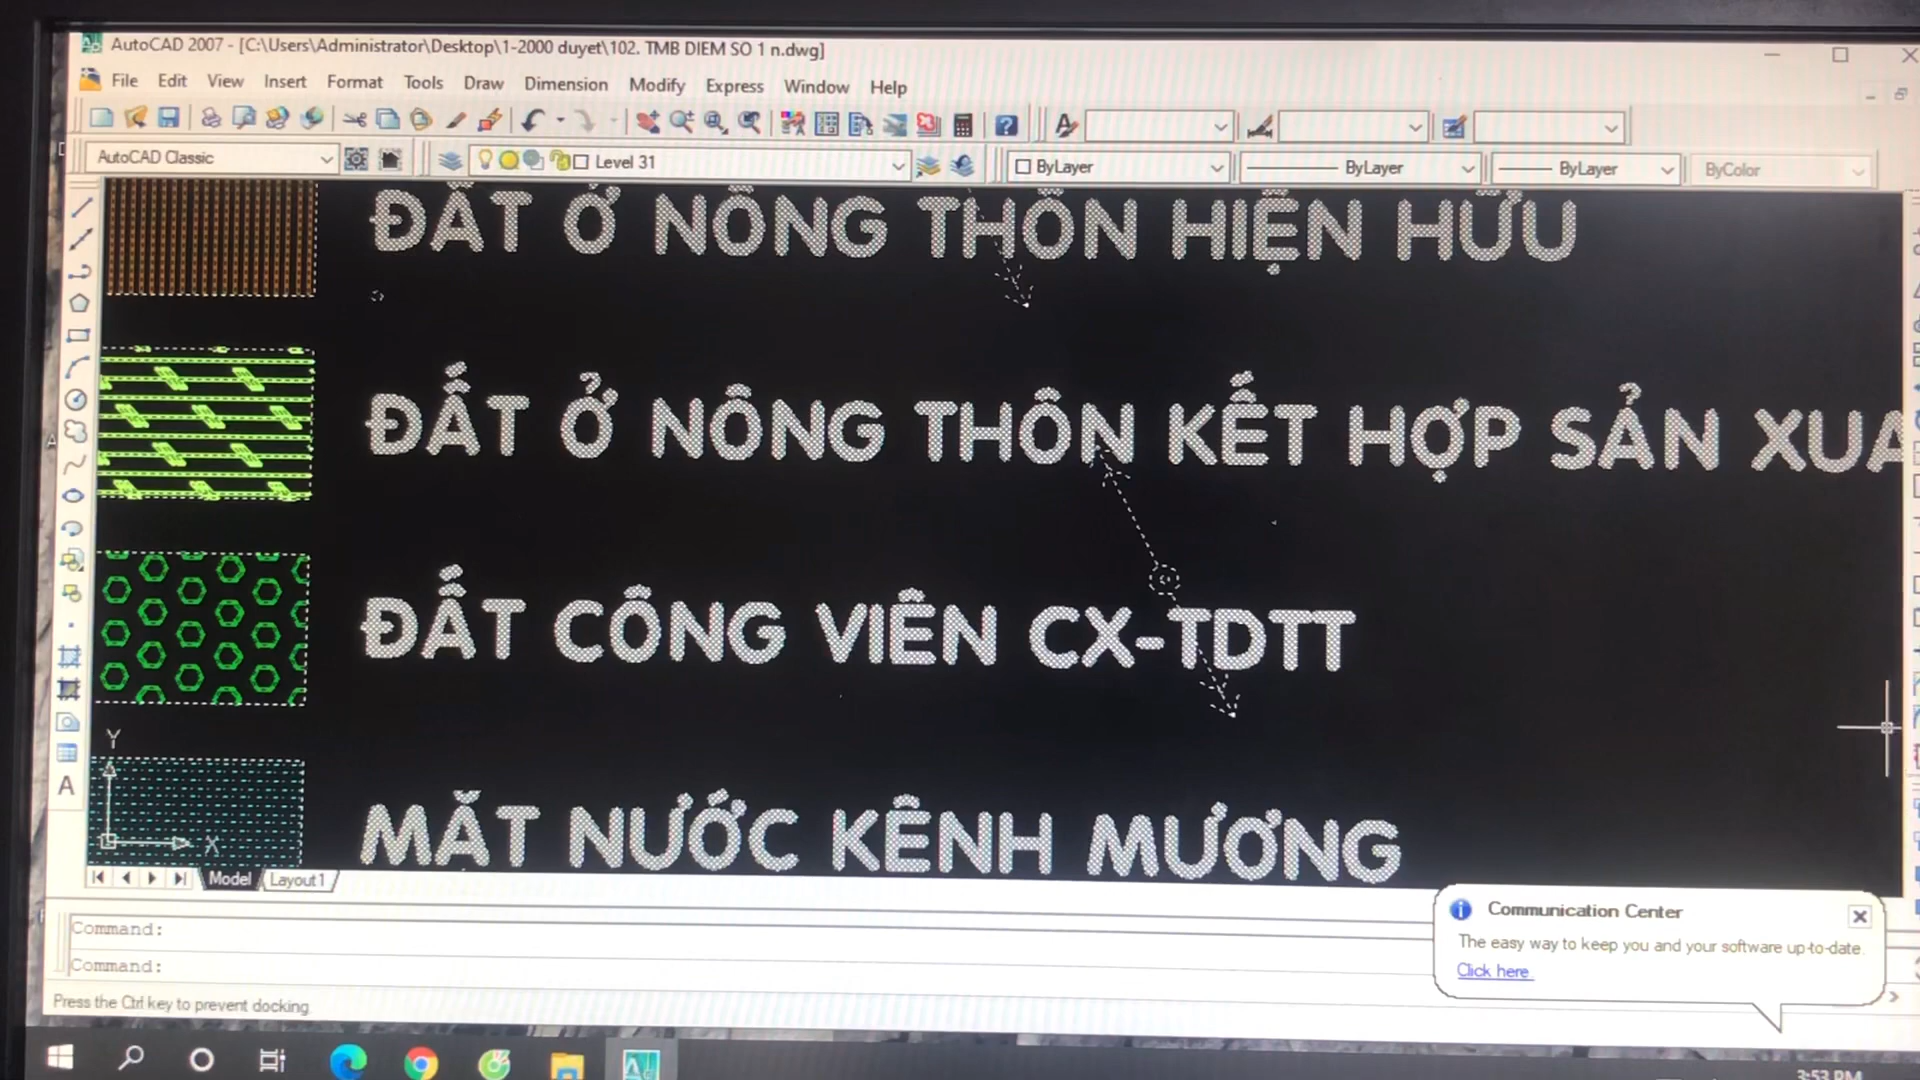 AutoCAD 2007 - [C:\Users\Administrator\Desktop\1-2000 duyet\102. TMB DIEM SO 1 n.dwg]
File Edit View Insert Format Tools Draw Dimension Modify Express Window Help
AutoCAD Classic
Level 31
ByLayer
ByLayer
ByLayer
ByColor
ĐẤT Ở NÔNG THÔN HIỆN HỮU
ĐẤT Ở NÔNG THÔN KẾT HỢP SẢN XUA
ĐẤT CÔNG VIÊN CX-TDTT
Y
X
MẶT NƯỚC KÊNH MƯƠNG
A
Model
Layout1
Command:
Command:
Press the Ctrl key to prevent docking
Communication Center
The easy way to keep you and your software up-to-date.
Click here.
3:53 PM